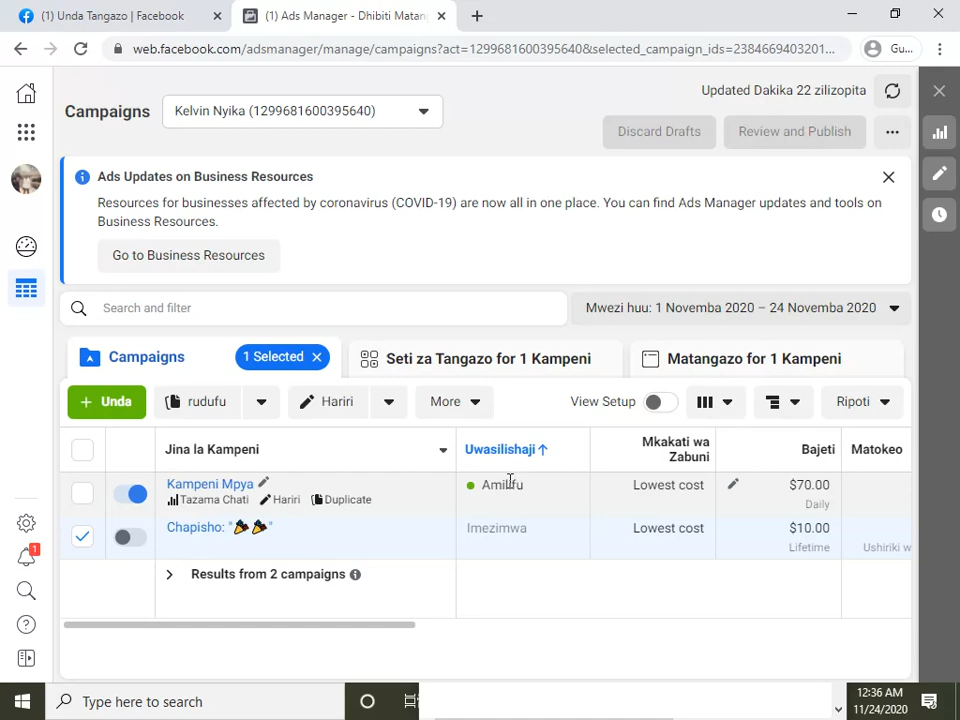 (1) Unda Tangazo | Facebook
(1) Ads Manager - Dhibiti Matan
web.facebook.com/adsmanager/manage/campaigns?act=1299681600395640&selected_campaign_ids=2384669403201...
Gu...
Campaigns
Kelvin Nyika (1299681600395640)
Updated Dakika 22 zilizopita
Discard Drafts
Review and Publish
Ads Updates on Business Resources
Resources for businesses affected by coronavirus (COVID-19) are now all in one place. You can find Ads Manager updates and tools on
Business Resources.
Go to Business Resources
Search and filter
Mwezi huu: 1 Novemba 2020 – 24 Novemba 2020
Campaigns
1 Selected
Seti za Tangazo for 1 Kampeni
Matangazo for 1 Kampeni
+ Unda
rudufu
Hariri
More
View Setup
Ripoti
Jina la Kampeni
Uwasilishaji
Mkakati wa
Zabuni
Bajeti
Matokeo
Kampeni Mpya
Tazama Chati
Hariri
Duplicate
Lowest cost
$70.00
Daily
Chapisho: "🎉🎉"
Imezimwa
Lowest cost
$10.00
Lifetime
Ushiriki w
Results from 2 campaigns
1
Type here to search
12:36 AM
11/24/2020